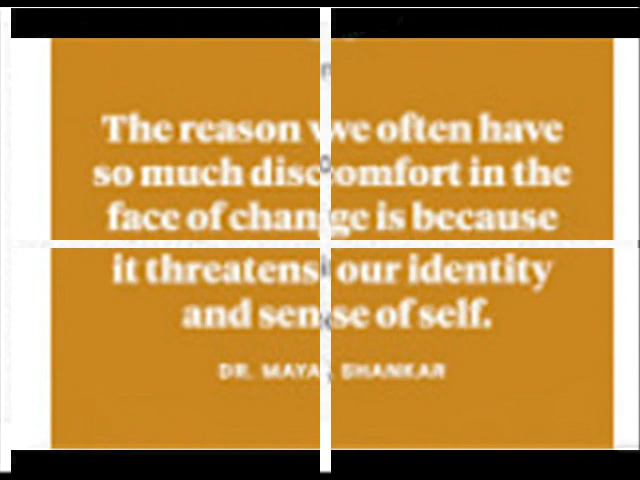 The reason we often have
so much discomfort in the
face of change is because
it threatens our identity
and sense of self.
DR. MAYA SHANKAR